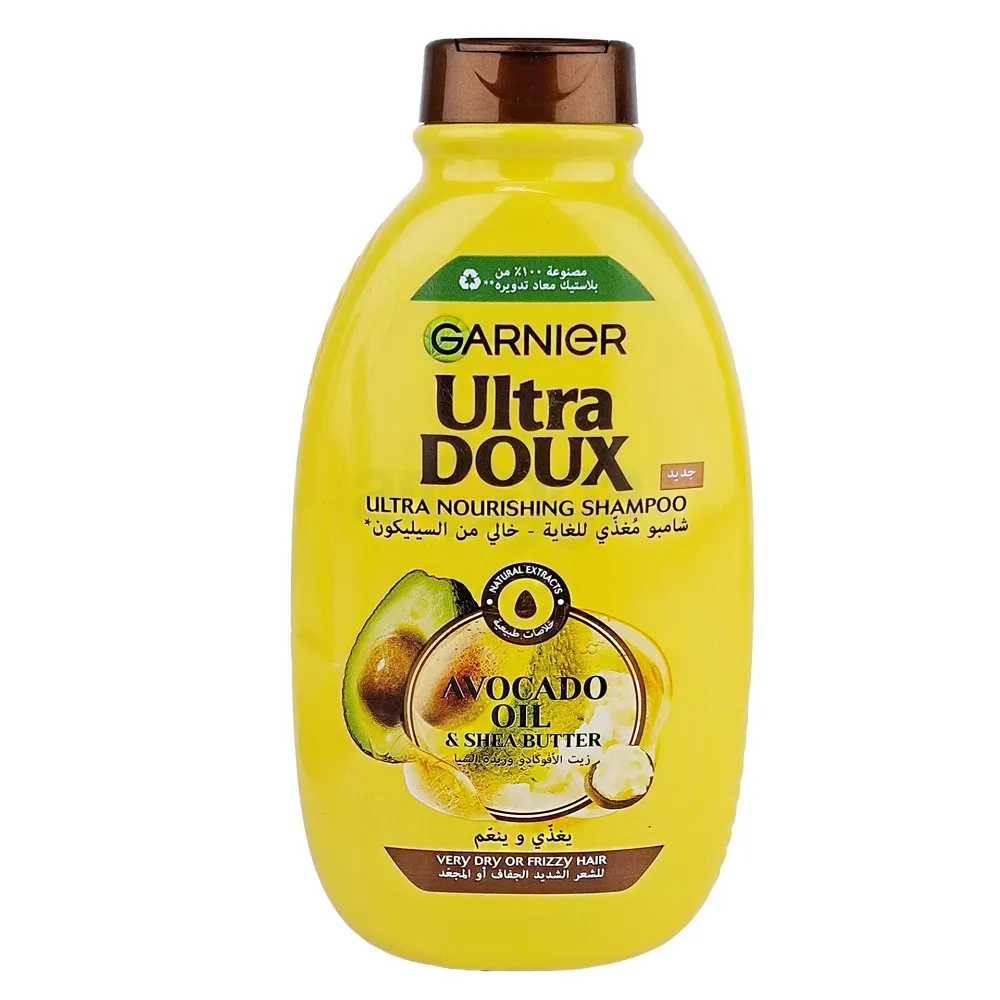 مصنوعة ١٠٠٪ من
بلاستيك معاد تدويره**
GARNIER
Ultra
DOUX
جديد
ULTRA NOURISHING SHAMPOO
شامبو مُغذّي للغاية - خالي من السيليكون*
NATURAL EXTRACTS
خلاصات طبيعية
AVOCADO
OIL
& SHEA BUTTER
زيت الأفوكادو وزبدة الشيا
يغذّي و ينعّم
VERY DRY OR FRIZZY HAIR
للشعر الشديد الجفاف أو المجعّد